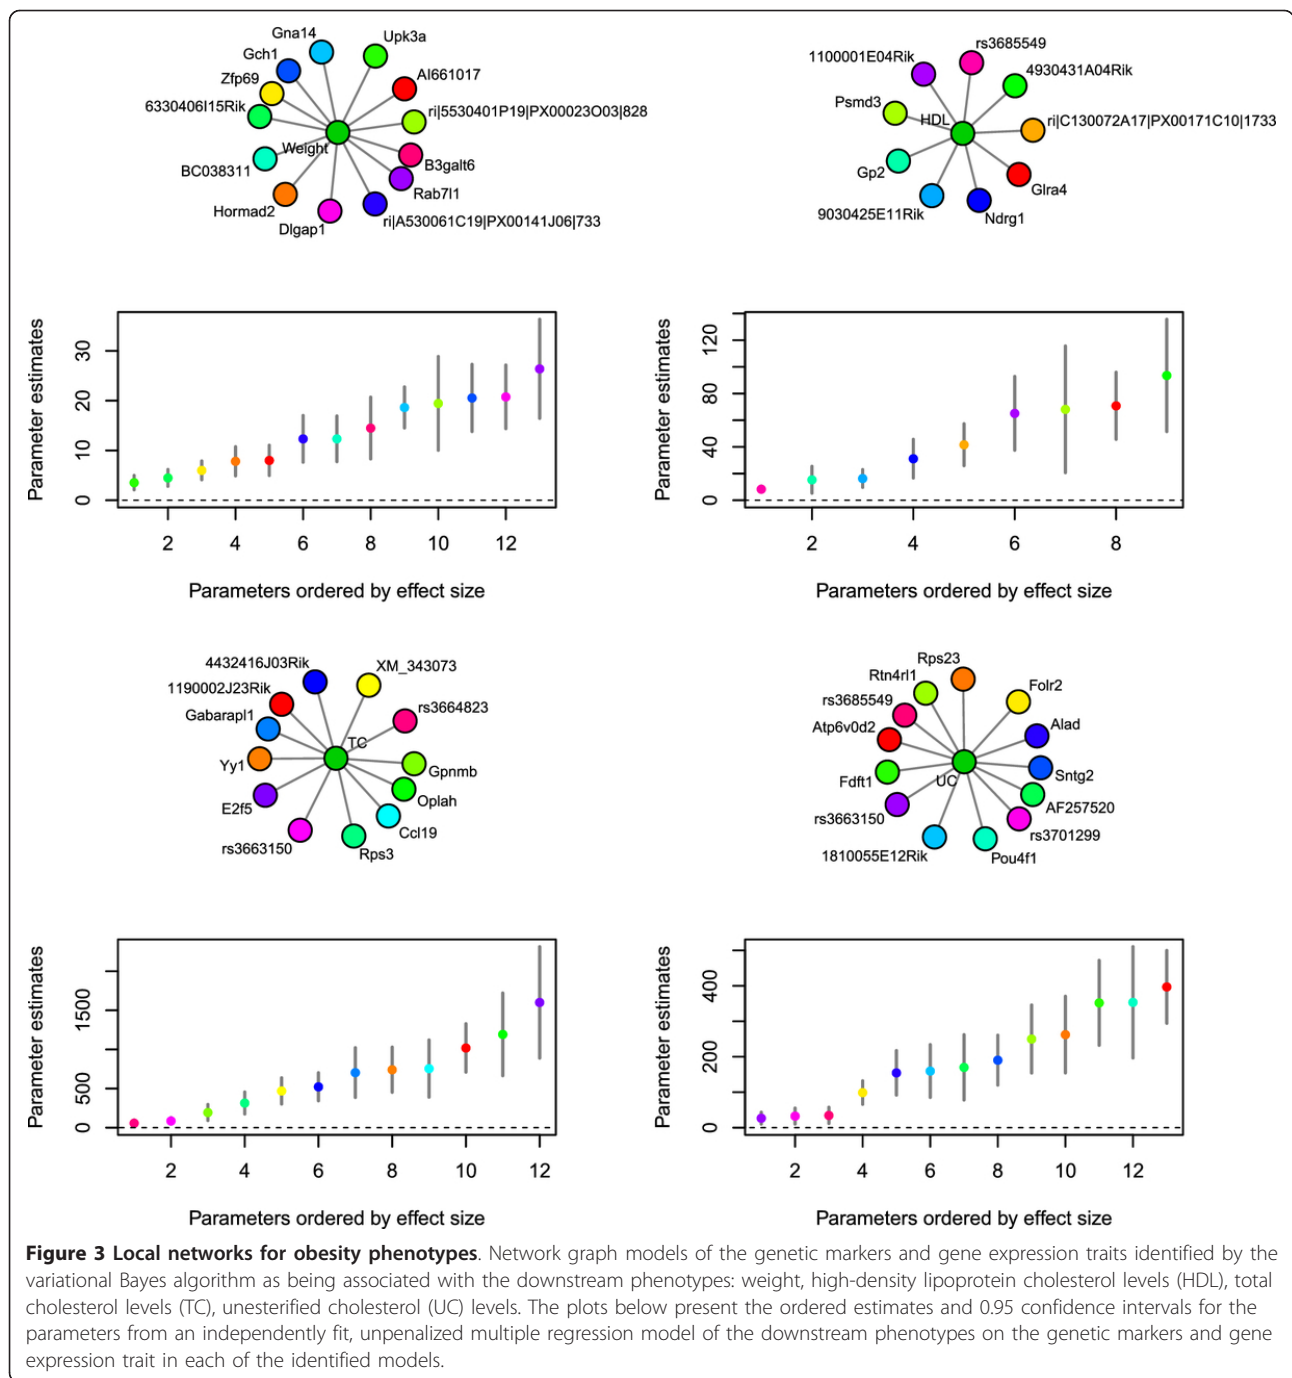 Gna14
Upk3a
Gch1
Zfp69
AI661017
6330406I15Rik
ri|5530401P19|PX00023O03|828
Weight
BC038311
B3galt6
Rab7l1
Hormad2
Dlgap1
ri|A530061C19|PX00141J06|733
rs3685549
1100001E04Rik
4930431A04Rik
Psmd3
HDL
ri|C130072A17|PX00171C10|1733
Gp2
Glra4
9030425E11Rik
Ndrg1
Parameter estimates
0 10 20 30
2 4 6 8 10 12
Parameters ordered by effect size
Parameter estimates
0 40 80 120
2 4 6 8
Parameters ordered by effect size
4432416J03Rik
XM_343073
1190002J23Rik
rs3664823
Gabarapl1
TC
Yy1
Gpnmb
E2f5
Oplah
Ccl19
rs3663150
Rps3
Rps23
Rtn4rl1
Folr2
rs3685549
Atp6v0d2
Alad
Fdft1
UC
Sntg2
AF257520
rs3663150
rs3701299
1810055E12Rik
Pou4f1
Parameter estimates
0 500 1500
2 4 6 8 10 12
Parameters ordered by effect size
Parameter estimates
0 200 400
2 4 6 8 10 12
Parameters ordered by effect size
Figure 3 Local networks for obesity phenotypes. Network graph models of the genetic markers and gene expression traits identified by the
variational Bayes algorithm as being associated with the downstream phenotypes: weight, high-density lipoprotein cholesterol levels (HDL), total
cholesterol levels (TC), unesterified cholesterol (UC) levels. The plots below present the ordered estimates and 0.95 confidence intervals for the
parameters from an independently fit, unpenalized multiple regression model of the downstream phenotypes on the genetic markers and gene
expression trait in each of the identified models.